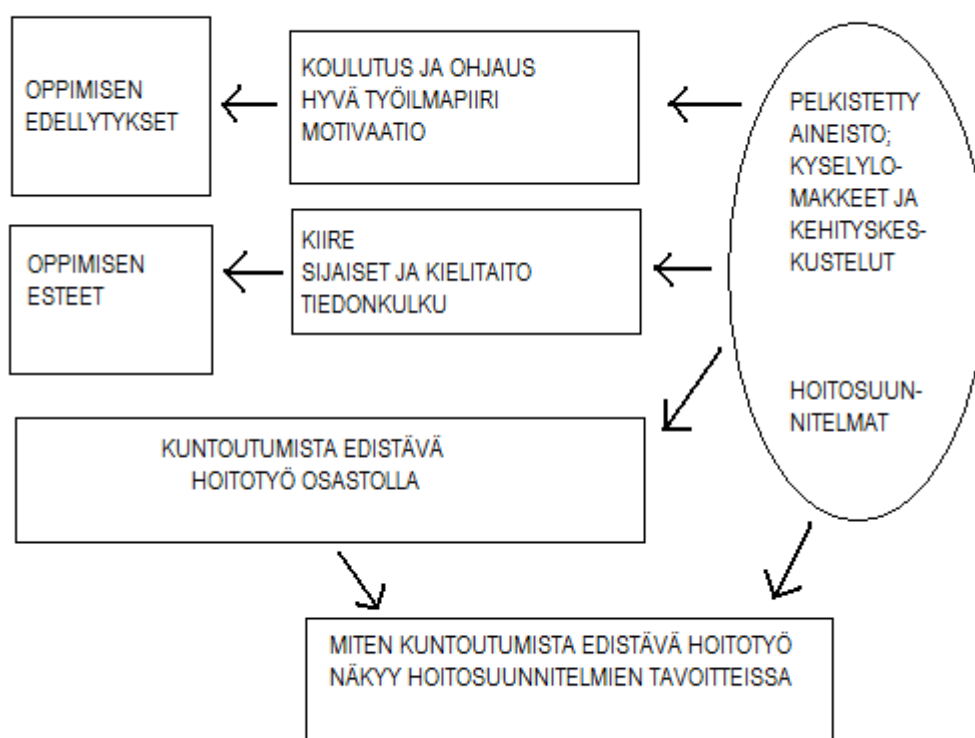 OPPIMISEN
EDELLYTYKSET
KOULUTUS JA OHJAUS
HYVÄ TYÖILMAPIIRI
MOTIVAATIO
PELKISTETTY
AINEISTO;
KYSELYLO-
MAKKEET JA
KEHITYSKES-
KUSTELUT
OPPIMISEN
ESTEET
KIIRE
SIJAISET JA KIELITAITO
TIEDONKULKU
HOITOSUUN-
NITELMAT
KUNTOUTUMISTA EDISTÄVÄ
HOITOTYÖ OSASTOLLA
MITEN KUNTOUTUMISTA EDISTÄVÄ HOITOTYÖ
NÄKYY HOITOSUUNNITELMIEN TAVOITTEISSA